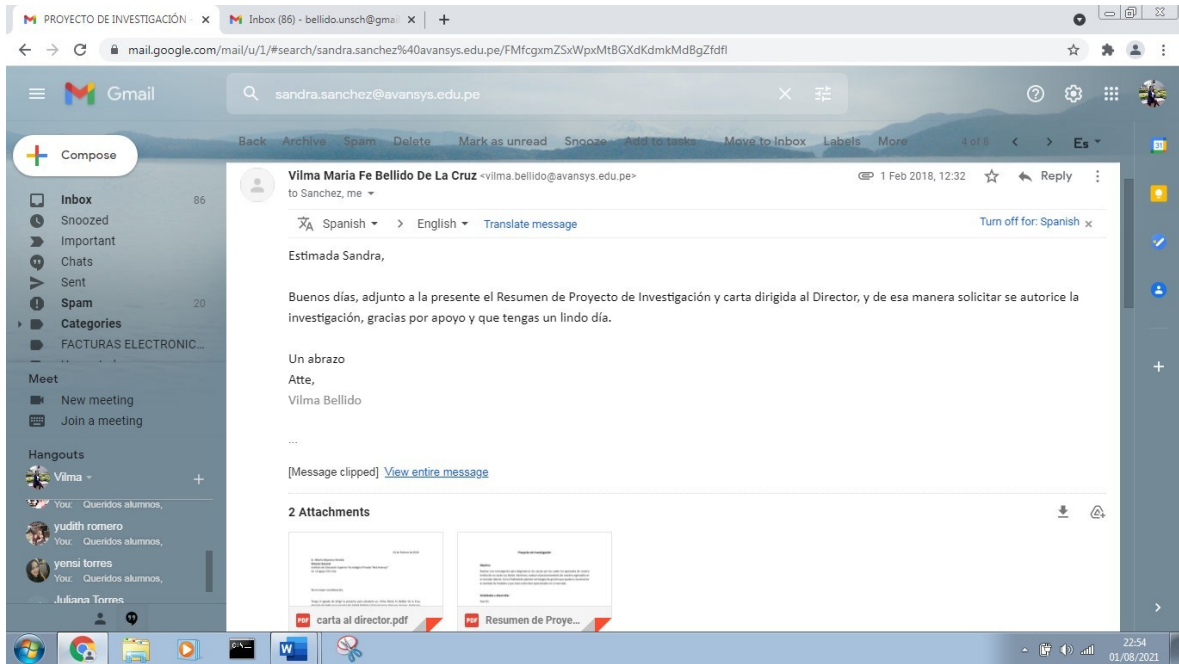 PROYECTO DE INVESTIGACIÓN
Inbox (86) - bellido.unsch@gmai
mail.google.com/mail/u/1/#search/sandra.sanchez%40avansys.edu.pe/FMfcgxmZSxWpxMtBGXdKdmkMdBgZfdfl
Gmail
sandra.sanchez@avansys.edu.pe
Compose
Back Archive Spam Delete Mark as unread Snooze Add to tasks Move to Inbox Labels More 4 of 8 Es
31
Inbox 86
Snoozed
Important
Chats
Sent
Spam 20
Categories
FACTURAS ELECTRONIC...
Meet
New meeting
Join a meeting
Hangouts
Vilma
You: Queridos alumnos,
yudith romero
You: Queridos alumnos,
yensi torres
You: Queridos alumnos,
Juliana Torres
Vilma Maria Fe Bellido De La Cruz <vilma.bellido@avansys.edu.pe> 1 Feb 2018, 12:32 Reply
to Sanchez, me
Spanish > English Translate message Turn off for: Spanish x
Estimada Sandra,
Buenos días, adjunto a la presente el Resumen de Proyecto de Investigación y carta dirigida al Director, y de esa manera solicitar se autorice la
investigación, gracias por apoyo y que tengas un lindo día.
Un abrazo
Atte,
Vilma Bellido
...
[Message clipped] View entire message
2 Attachments
PDF carta al director.pdf
PDF Resumen de Proye...
C:\_
W
22:54
01/08/2021